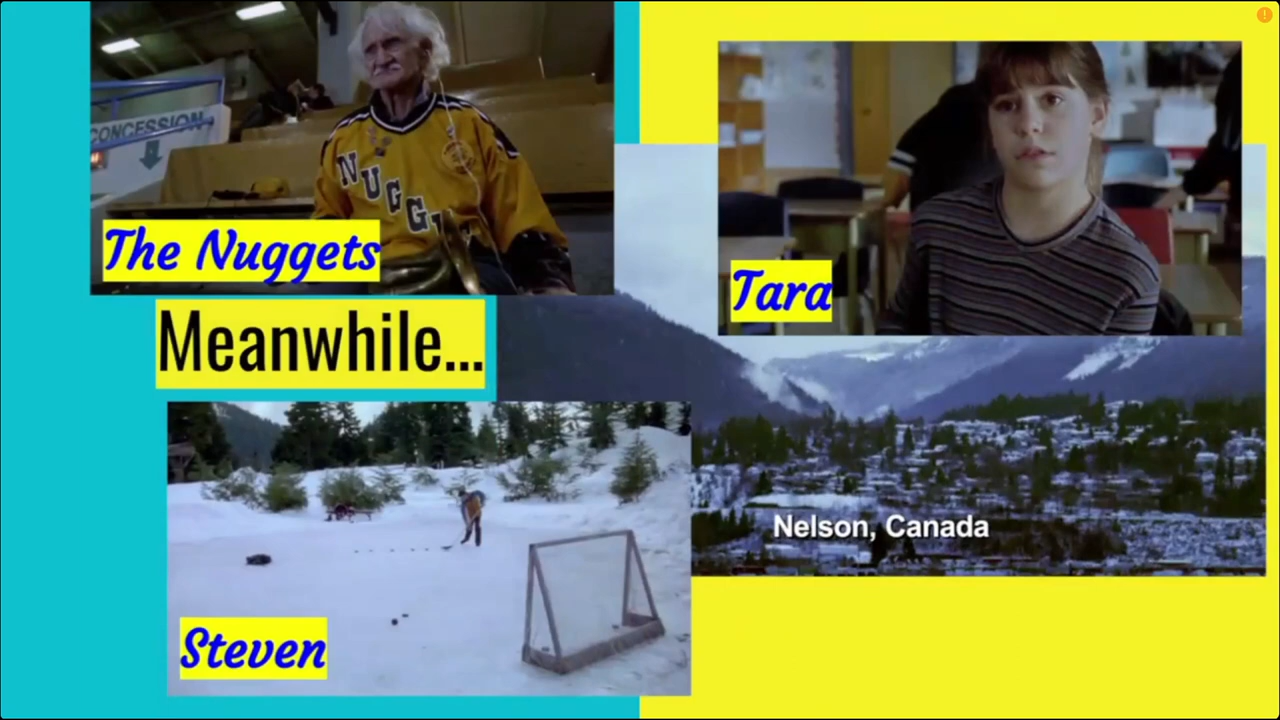 CONCESSION
NUGG
The Nuggets
Tara
Meanwhile...
Nelson, Canada
Steven